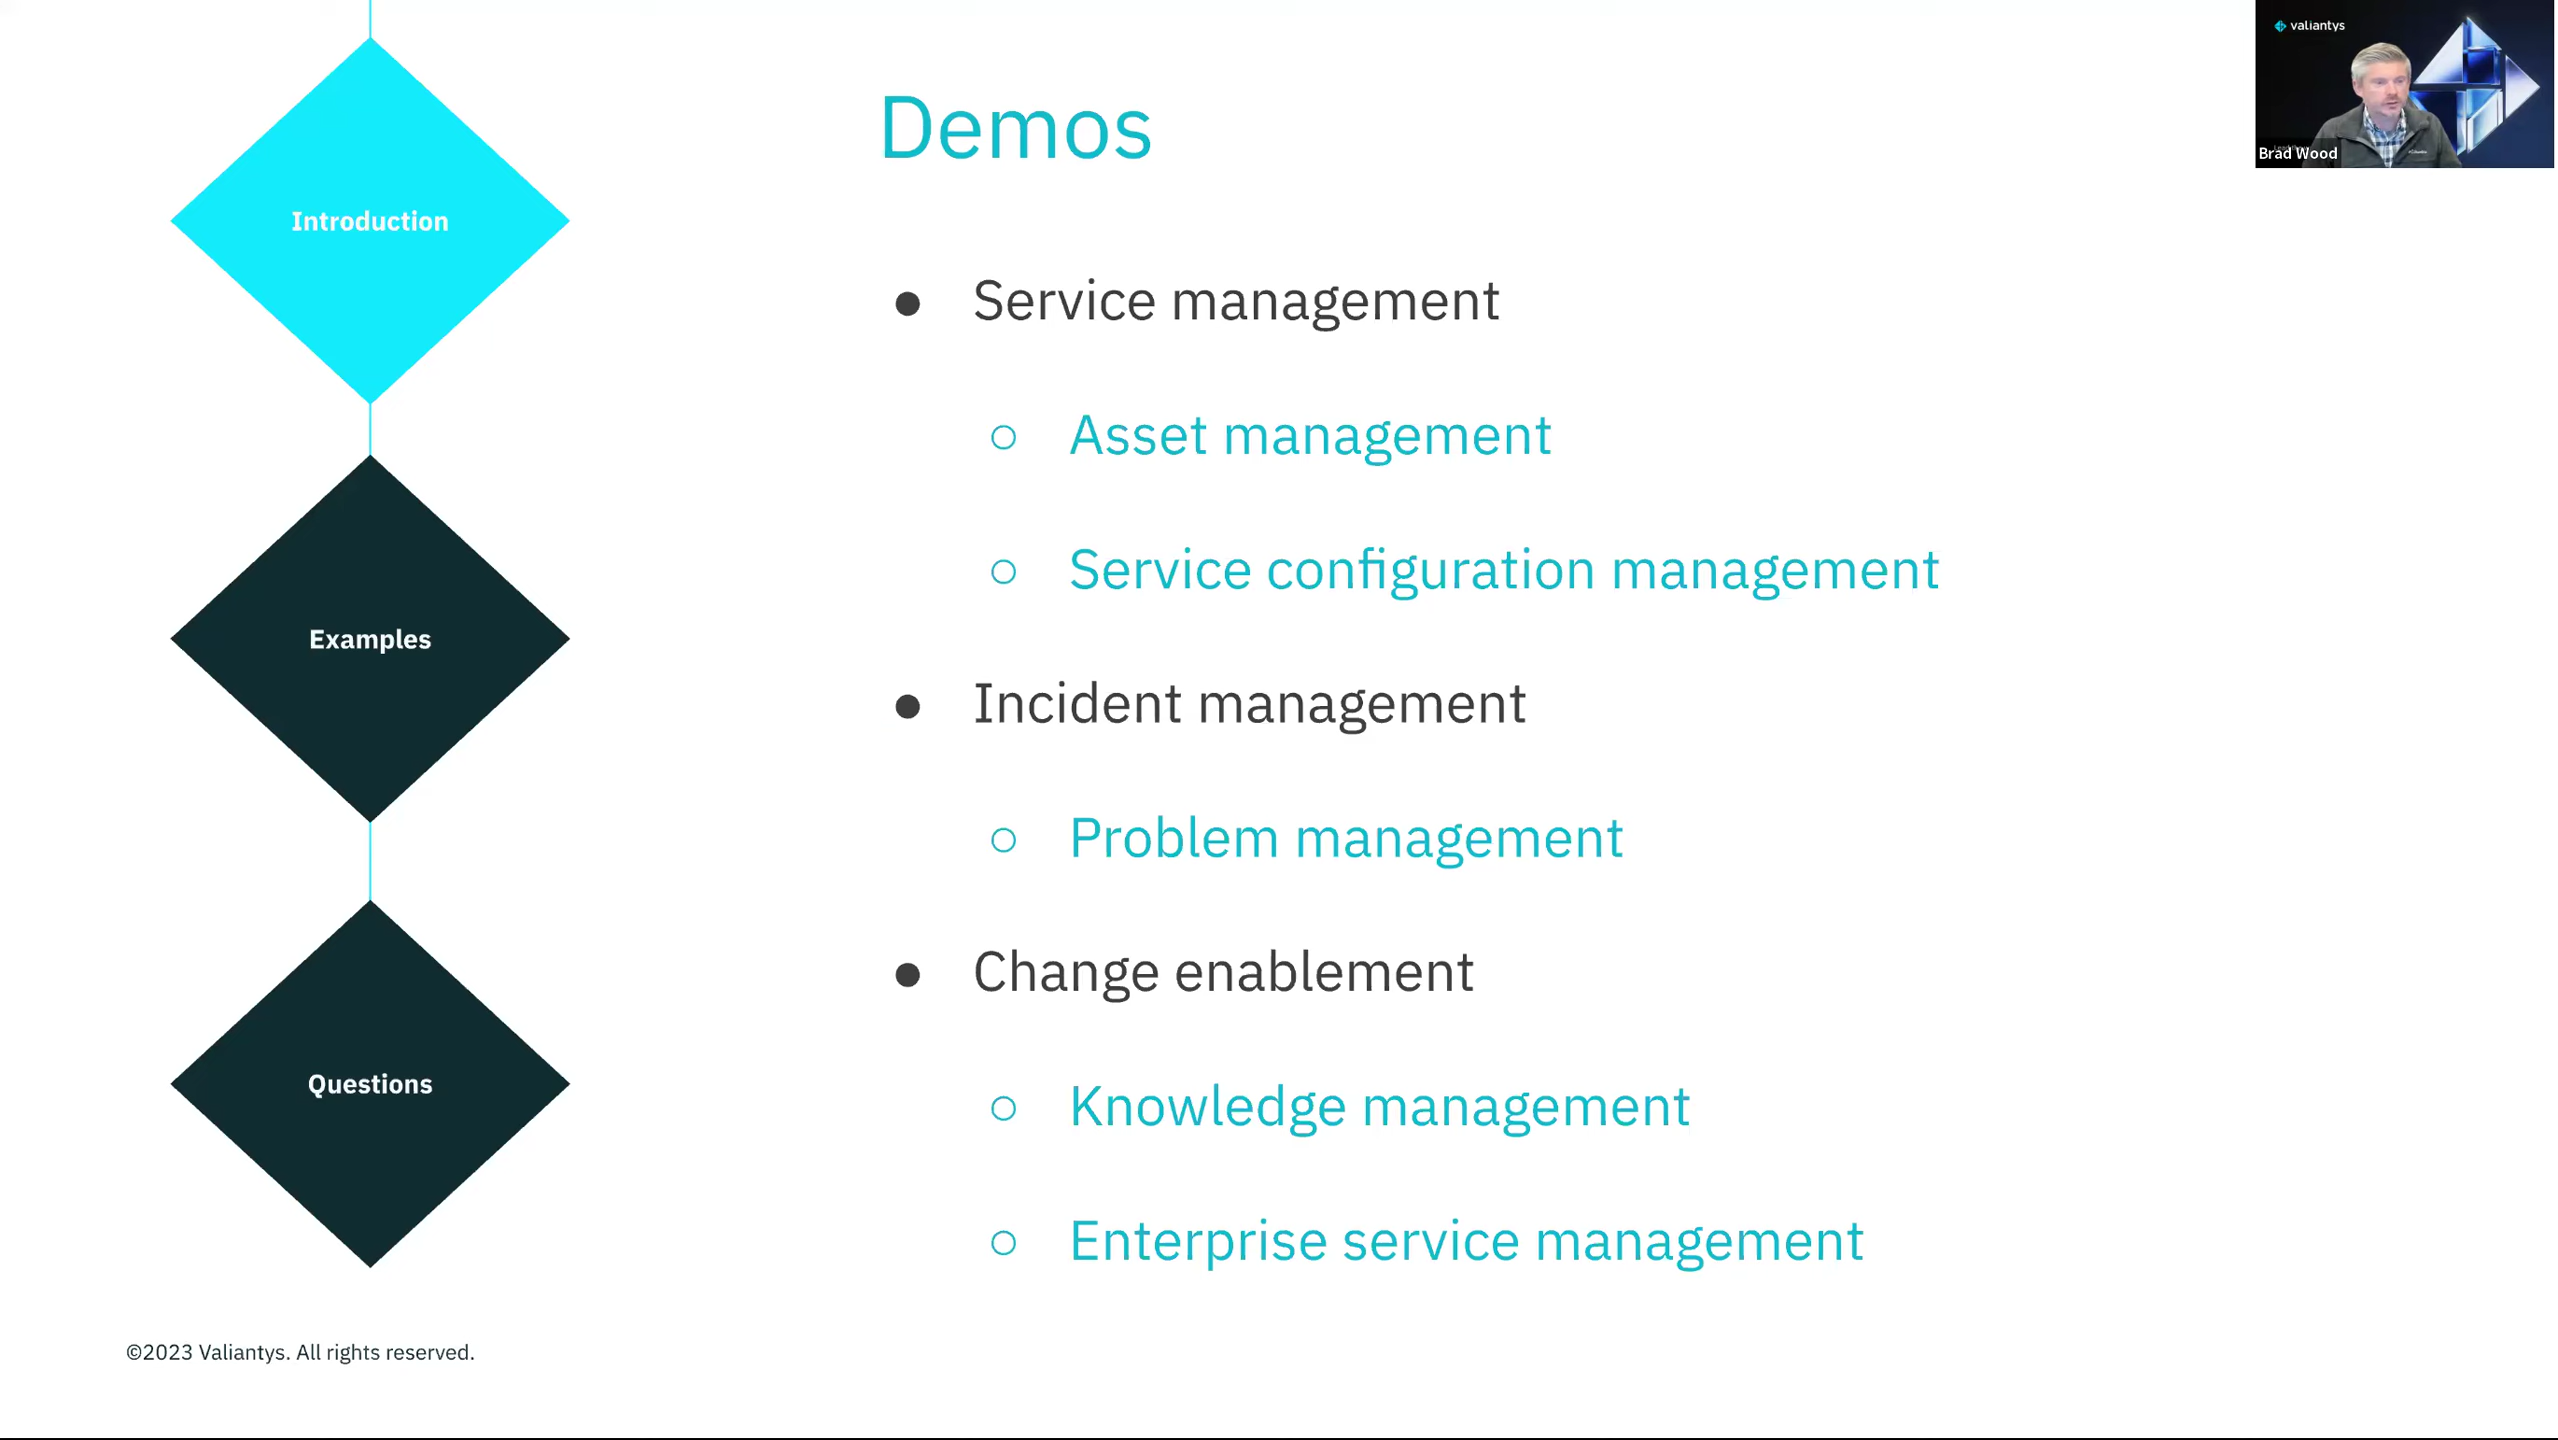 Introduction
Examples
Questions
©2023 Valiantys. All rights reserved.
Demos
● Service management
○ Asset management
○ Service configuration management
● Incident management
○ Problem management
● Change enablement
○ Knowledge management
○ Enterprise service management
valiantys
Brad Wood